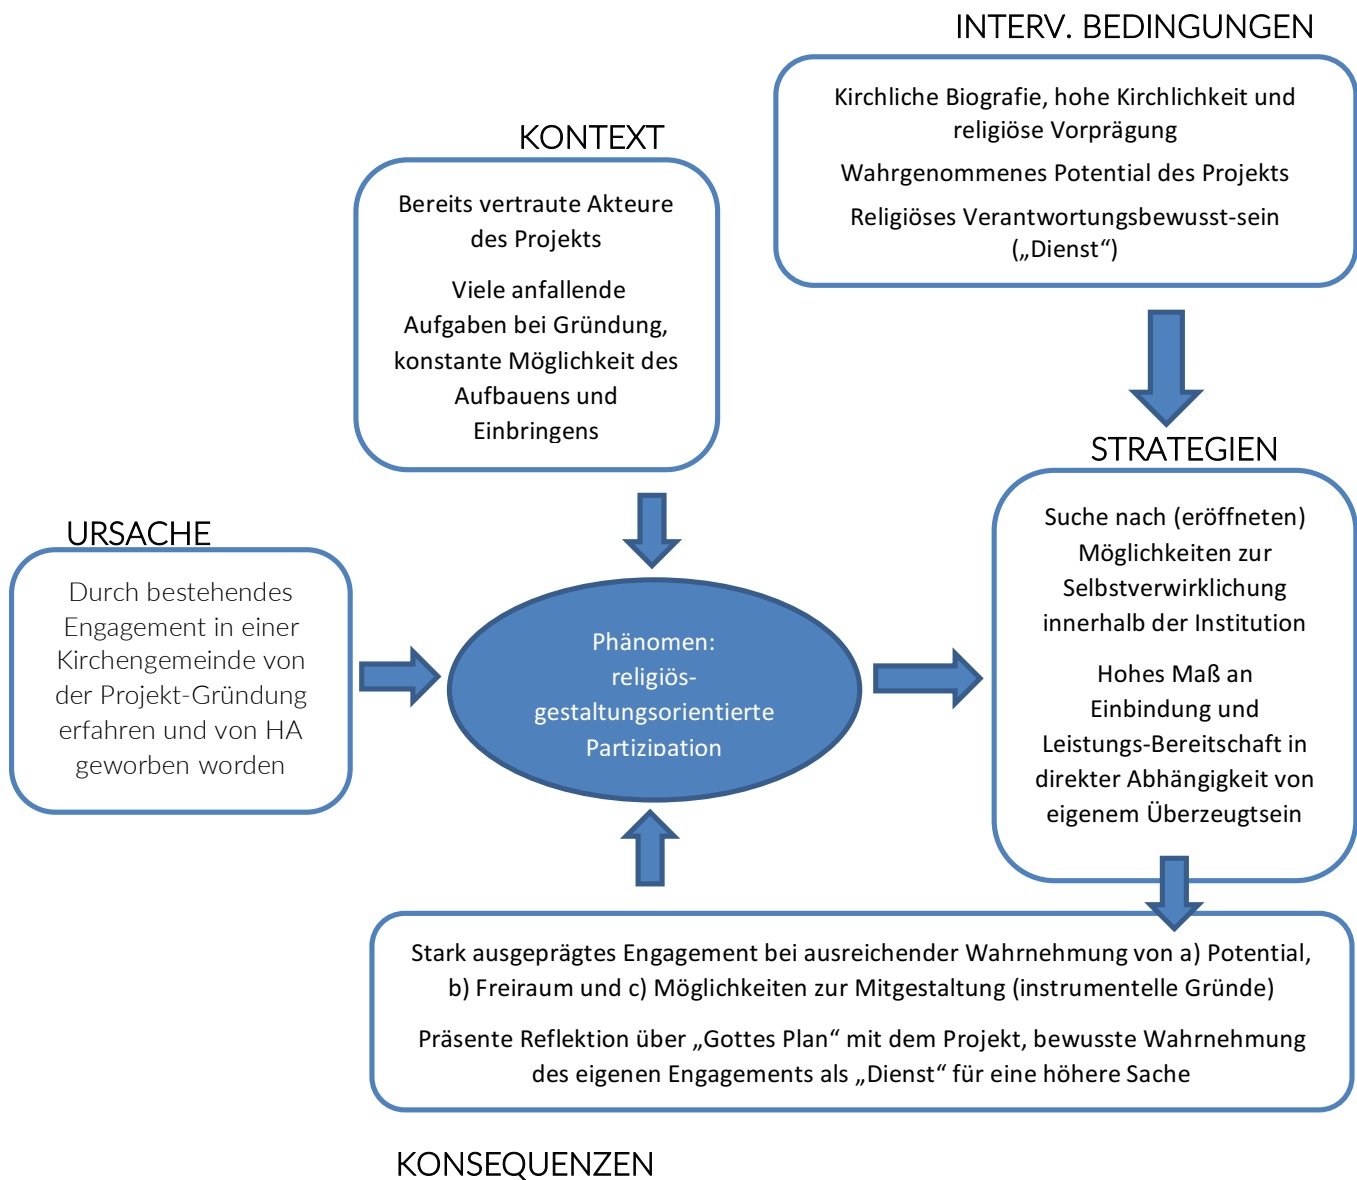 INTERV. BEDINGUNGEN
Kirchliche Biografie, hohe Kirchlichkeit und
religiöse Vorprägung
Wahrgenommenes Potential des Projekts
Religiöses Verantwortungsbewusst-sein
(„Dienst“)
KONTEXT
Bereits vertraute Akteure
des Projekts
Viele anfallende
Aufgaben bei Gründung,
konstante Möglichkeit des
Aufbauens und
Einbringens
URSACHE
Durch bestehendes
Engagement in einer
Kirchengemeinde von
der Projekt-Gründung
erfahren und von HA
geworben worden
Phänomen:
religiös-
gestaltungsorientierte
Partizipation
STRATEGIEN
Suche nach (eröffneten)
Möglichkeiten zur
Selbstverwirklichung
innerhalb der Institution
Hohes Maß an
Einbindung und
Leistungs-Bereitschaft in
direkter Abhängigkeit von
eigenem Überzeugtsein
Stark ausgeprägtes Engagement bei ausreichender Wahrnehmung von a) Potential,
b) Freiraum und c) Möglichkeiten zur Mitgestaltung (instrumentelle Gründe)
Präsente Reflektion über „Gottes Plan“ mit dem Projekt, bewusste Wahrnehmung
des eigenen Engagements als „Dienst“ für eine höhere Sache
KONSEQUENZEN